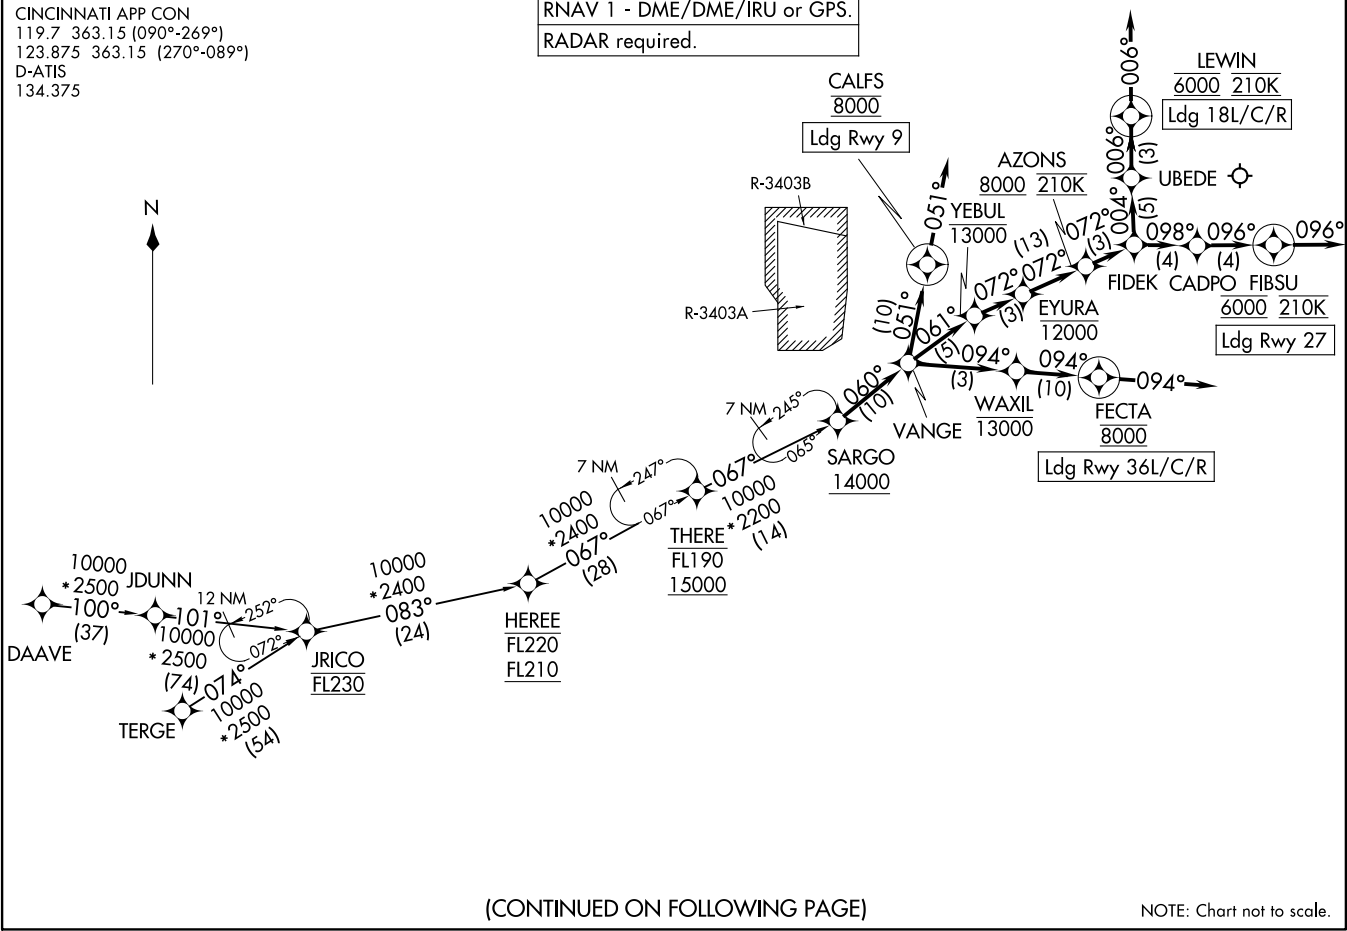 CINCINNATI APP CON
119.7 363.15 (090°-269°)
123.875 363.15 (270°-089°)
D-ATIS
134.375
RNAV 1 - DME/DME/IRU or GPS.
RADAR required.
N
CALFS
8000
Ldg Rwy 9
R-3403B
R-3403A
LEWIN
6000 210K
Ldg 18L/C/R
006°
006°
(3)
UBEDE
004°
(5)
AZONS
8000 210K
YEBUL
13000
051°
051°
(10)
061°
(5)
072°
(3)
(13)
072°
072°
(3)
EYURA
12000
FIDEK
098°
(4)
CADPO
096°
(4)
096°
FIBSU
6000 210K
Ldg Rwy 27
094°
(3)
WAXIL
13000
094°
(10)
094°
FECTA
8000
Ldg Rwy 36L/C/R
VANGE
060°
(10)
SARGO
14000
7 NM
245°
065°
067°
10000
*2200
(14)
THERE
FL190
15000
7 NM
247°
067°
10000
*2400
067°
(28)
HEREE
FL220
FL210
10000
*2400
083°
(24)
JRICO
FL230
12 NM
252°
072°
10000
*2500
100°
(37)
DAAVE
JDUNN
101°
10000
*2500
(74)
TERGE
074°
10000
*2500
(54)
(CONTINUED ON FOLLOWING PAGE)
NOTE: Chart not to scale.